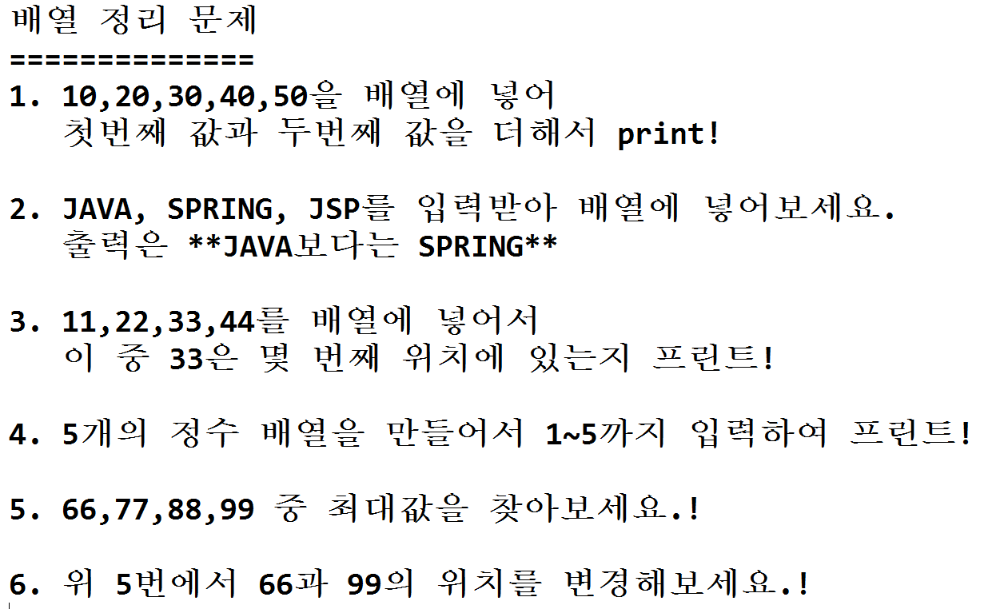 배열 정리 문제
==============
1. 10,20,30,40,50을 배열에 넣어
첫번째 값과 두번째 값을 더해서 print!
2. JAVA, SPRING, JSP를 입력받아 배열에 넣어보세요.
출력은 **JAVA보다는 SPRING**
3. 11,22,33,44를 배열에 넣어서
이 중 33은 몇 번째 위치에 있는지 프린트!
4. 5개의 정수 배열을 만들어서 1~5까지 입력하여 프린트!
5. 66,77,88,99 중 최대값을 찾아보세요.!
6. 위 5번에서 66과 99의 위치를 변경해보세요.!